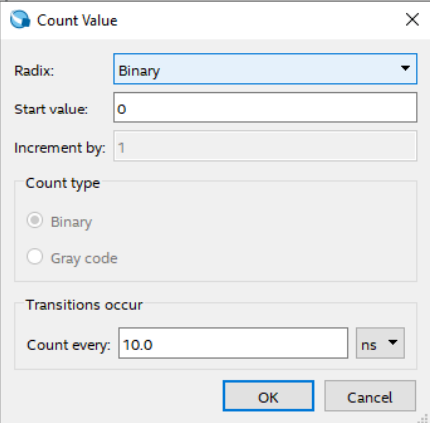 Count Value
Radix: Binary
Start value: 0
Increment by: 1
Count type
Binary
Gray code
Transitions occur
Count every: 10.0 ns
OK Cancel